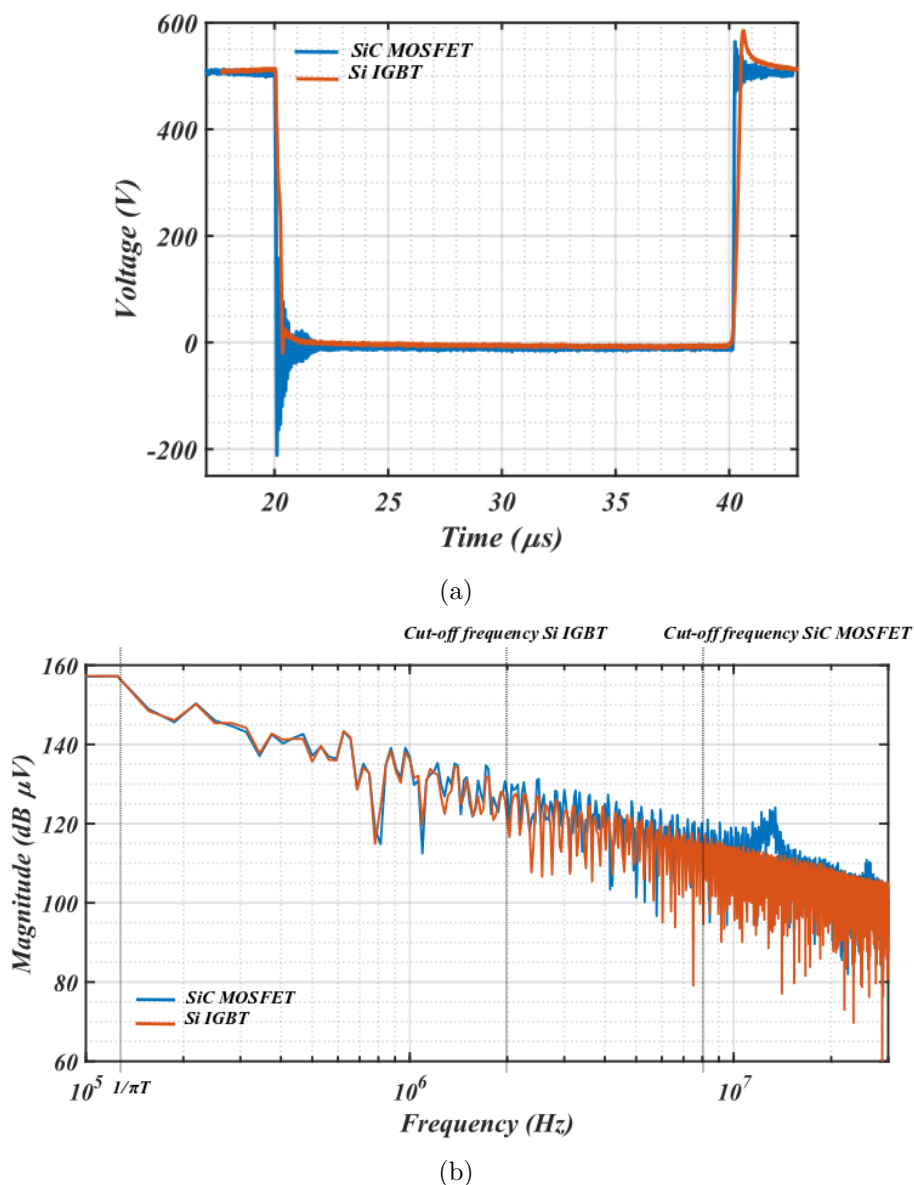 600
400
200
0
-200
Voltage (V)
SiC MOSFET
Si IGBT
20 25 30 35 40
Time (μs)
(a)
Cut-off frequency Si IGBT Cut-off frequency SiC MOSFET
160
140
120
100
80
60
Magnitude (dB μV)
SiC MOSFET
Si IGBT
10^5 1/πT 10^6 10^7
Frequency (Hz)
(b)